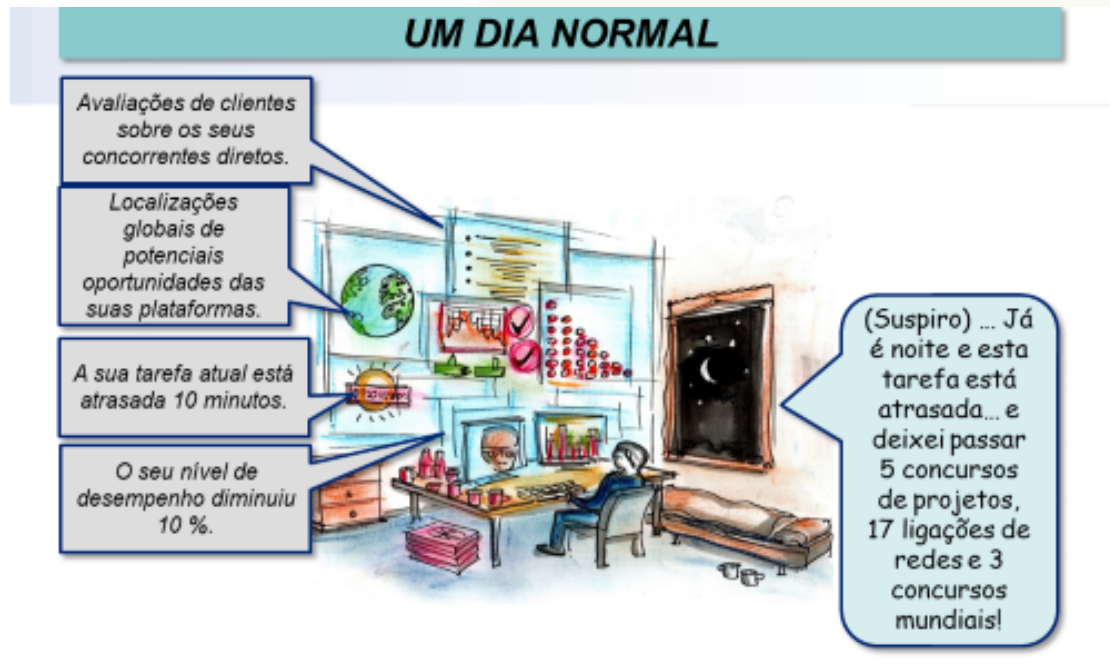 UM DIA NORMAL
Avaliações de clientes
sobre os seus
concorrentes diretos.
Localizações
globais de
potenciais
oportunidades das
suas plataformas.
A sua tarefa atual está
atrasada 10 minutos.
O seu nível de
desempenho diminuiu
10 %.
(Suspiro) ... Já
é noite e esta
tarefa está
atrasada... e
deixei passar
5 concursos
de projetos,
17 ligações de
redes e 3
concursos
mundiais!